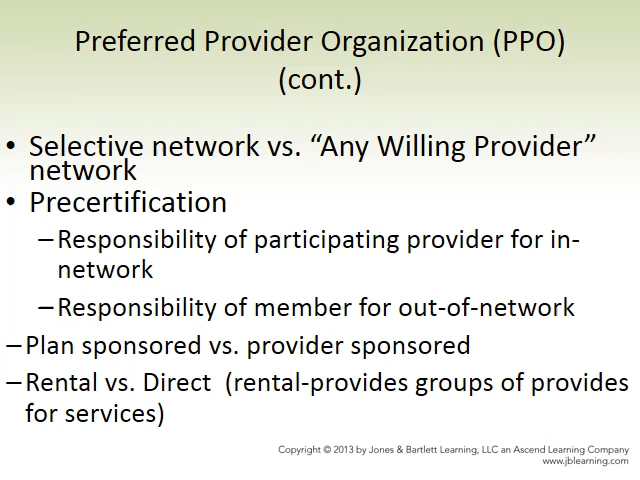 Preferred Provider Organization (PPO)
(cont.)
• Selective network vs. “Any Willing Provider”
network
• Precertification
–Responsibility of participating provider for in-
network
–Responsibility of member for out-of-network
–Plan sponsored vs. provider sponsored
–Rental vs. Direct (rental-provides groups of provides
for services)
Copyright © 2013 by Jones & Bartlett Learning, LLC an Ascend Learning Company
www.jblearning.com